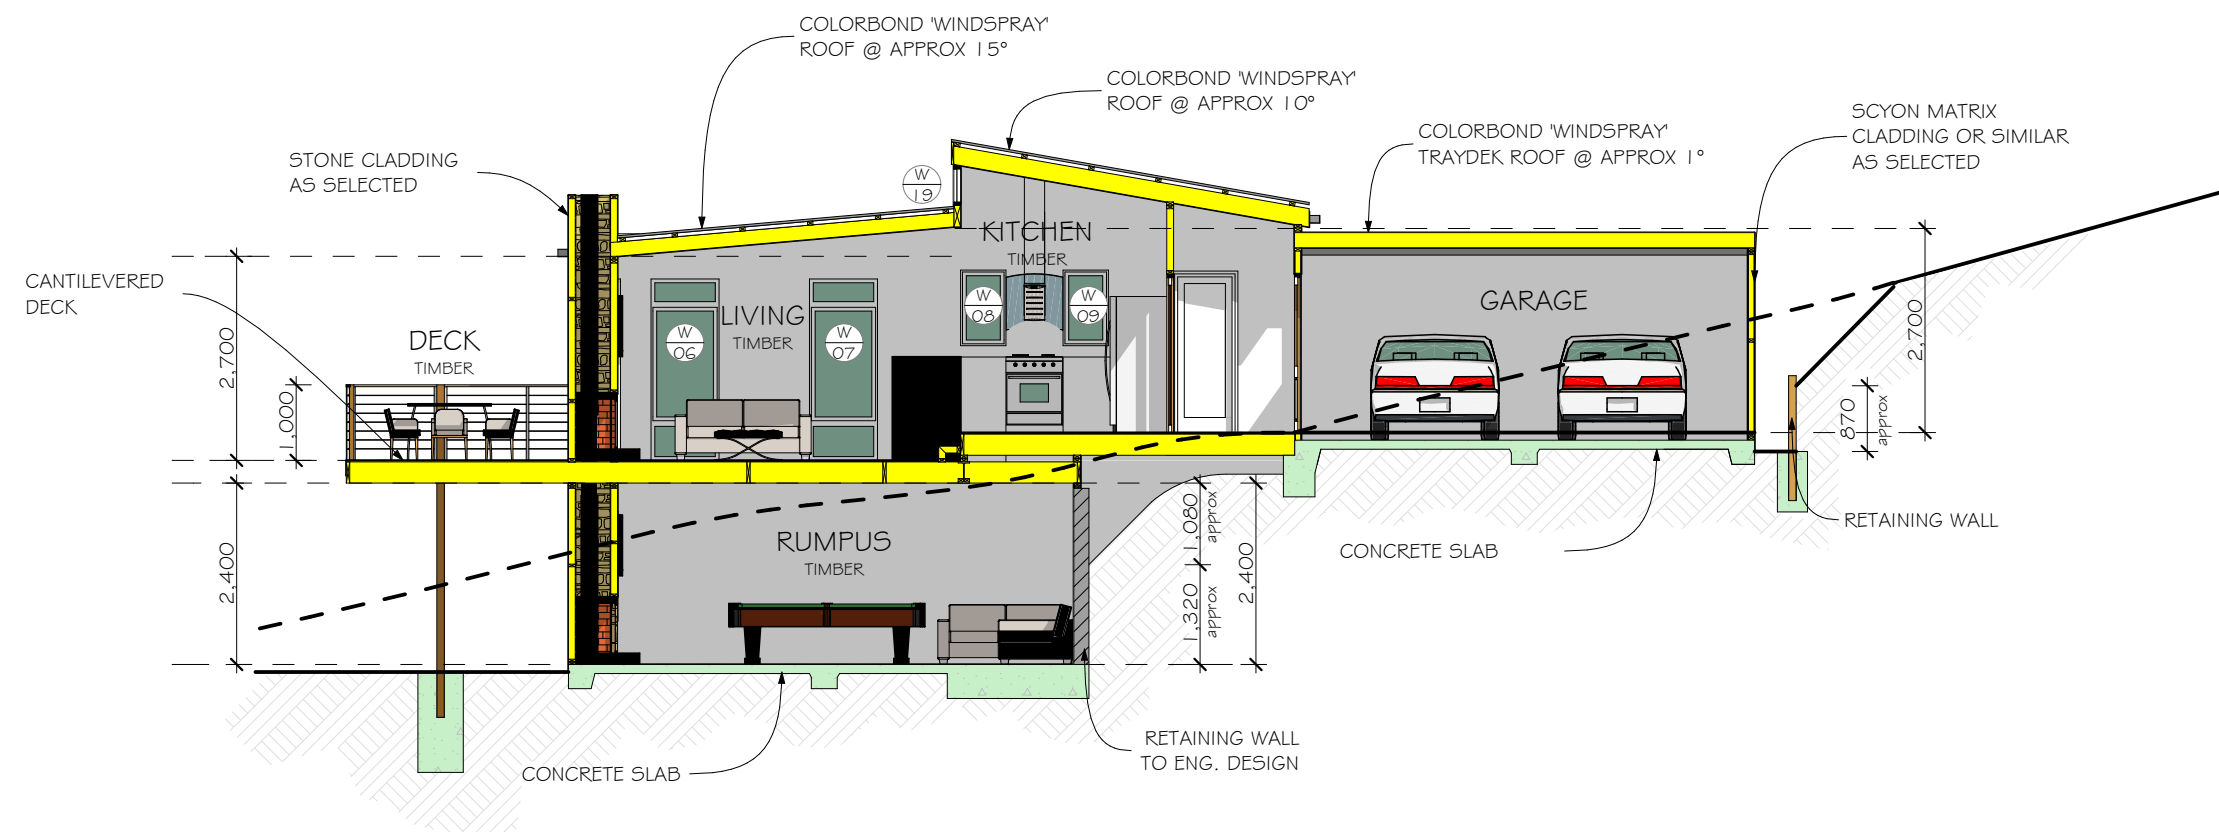 COLORBOND 'WINDSPRAY'
ROOF @ APPROX 15°
COLORBOND 'WINDSPRAY'
ROOF @ APPROX 10°
COLORBOND 'WINDSPRAY'
TRAYDEK ROOF @ APPROX 1°
SCYON MATRIX
CLADDING OR SIMILAR
AS SELECTED
STONE CLADDING
AS SELECTED
W
19
KITCHEN
TIMBER
CANTILEVERED
DECK
DECK
TIMBER
LIVING
TIMBER
W
06
W
07
W
08
W
09
GARAGE
2,700
1,000
2,700
870
approx
RUMPUS
TIMBER
2,400
1,080
approx
1,320
approx
2,400
RETAINING WALL
CONCRETE SLAB
RETAINING WALL
TO ENG. DESIGN
CONCRETE SLAB